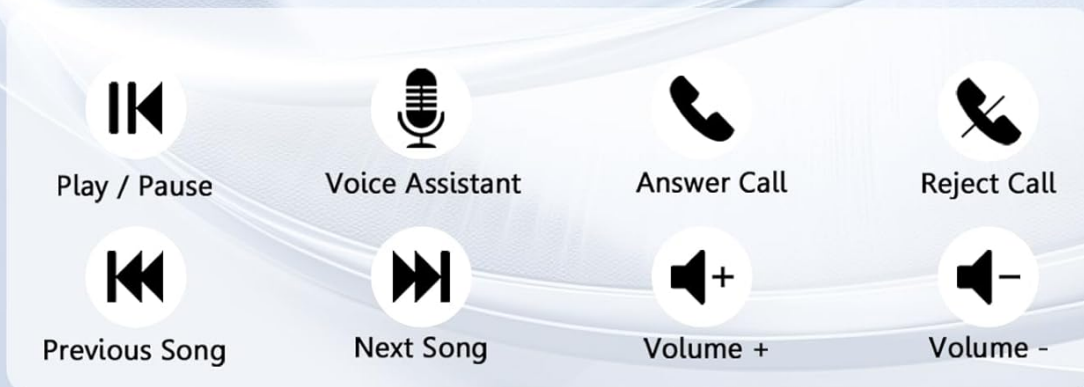 Play / Pause
Voice Assistant
Answer Call
Reject Call
Previous Song
Next Song
Volume +
Volume -